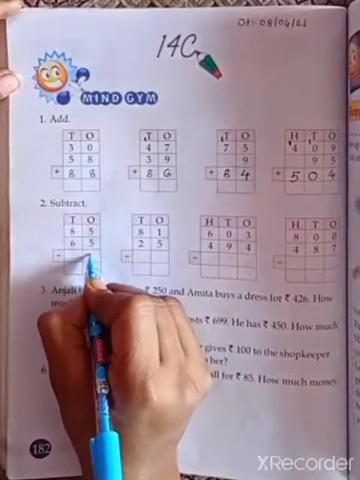 Dt:- 08/04/21
14C
MIND GYM
1. Add.
T O T O T O H T O
3 0 4 7 7 5 4 0 9
5 8 3 9 9 9 5
+ 8 8 + 8 6 + 8 4 + 5 0 4
2. Subtract.
T O T O H T O H T O
8 5 8 1 6 0 3 8 0 0
6 5 2 5 4 9 4 4 8 7
- - - -
3. Anjali ₹ 250 and Amita buys a dress for ₹ 426. How
much
₹ 699. He has ₹ 450. How much
gives ₹ 100 to the shopkeeper.
her?
6 all for ₹ 85. How much money
182
XRecorder